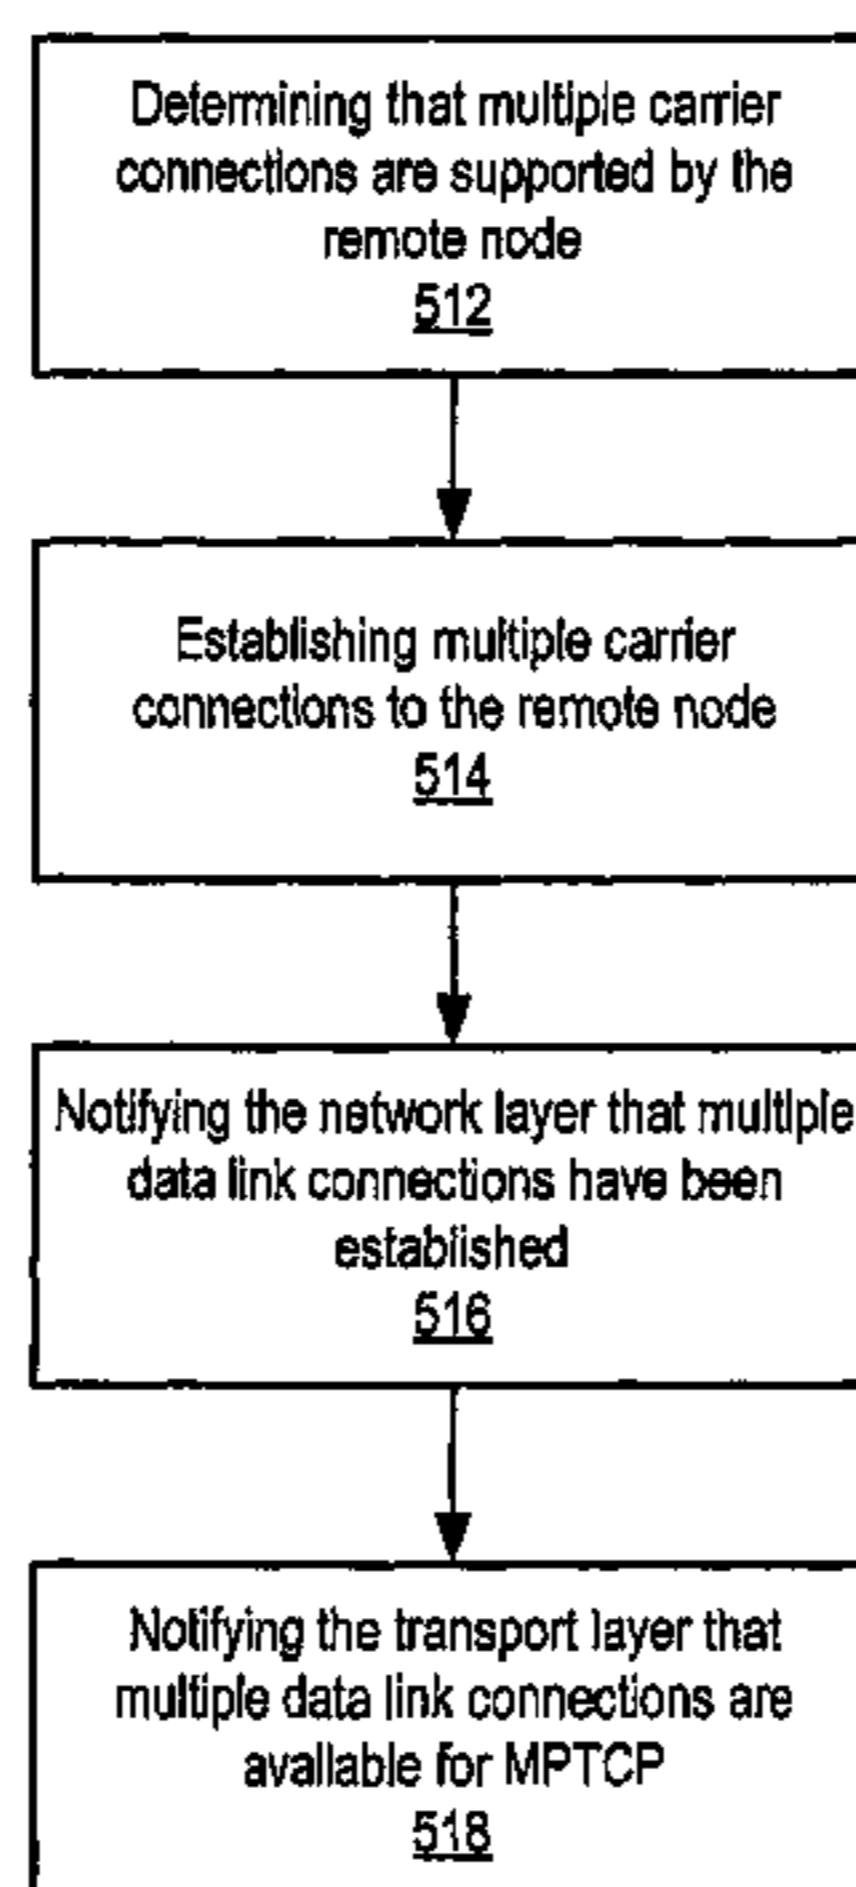 Determining that multiple carrier
connections are supported by the
remote node
512
Establishing multiple carrier
connections to the remote node
514
Notifying the network layer that multiple
data link connections have been
established
516
Notifying the transport layer that
multiple data link connections are
available for MPTCP
518